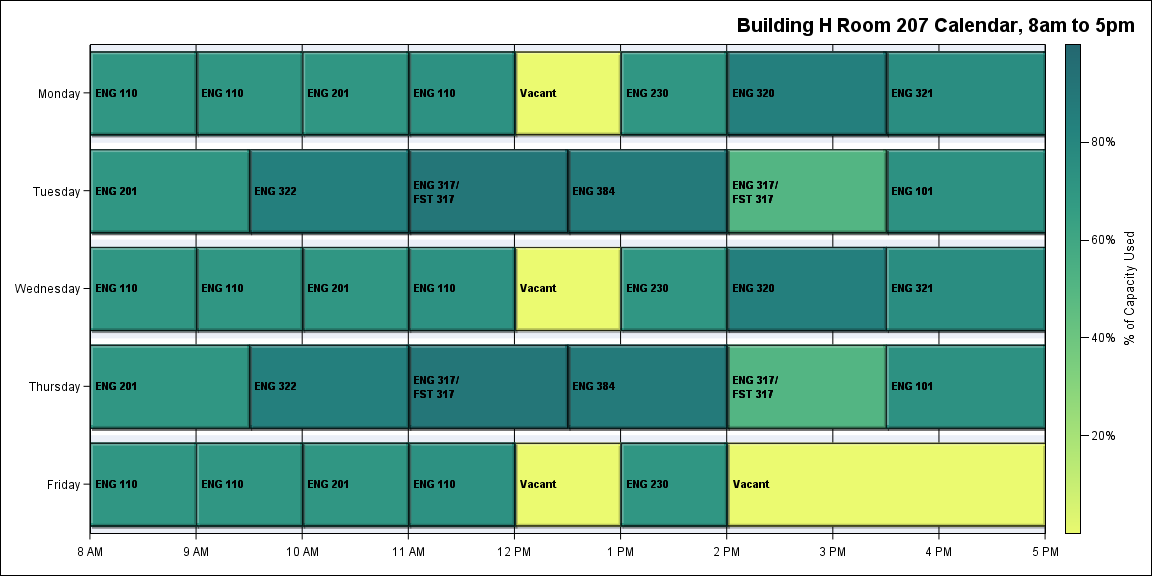 Building H Room 207 Calendar, 8am to 5pm
Monday
ENG 110
ENG 110
ENG 201
ENG 110
Vacant
ENG 230
ENG 320
ENG 321
Tuesday
ENG 201
ENG 322
ENG 317/
FST 317
ENG 384
ENG 317/
FST 317
ENG 101
Wednesday
ENG 110
ENG 110
ENG 201
ENG 110
Vacant
ENG 230
ENG 320
ENG 321
Thursday
ENG 201
ENG 322
ENG 317/
FST 317
ENG 384
ENG 317/
FST 317
ENG 101
Friday
ENG 110
ENG 110
ENG 201
ENG 110
Vacant
ENG 230
Vacant
8 AM
9 AM
10 AM
11 AM
12 PM
1 PM
2 PM
3 PM
4 PM
5 PM
80%
60%
40%
20%
% of Capacity Used